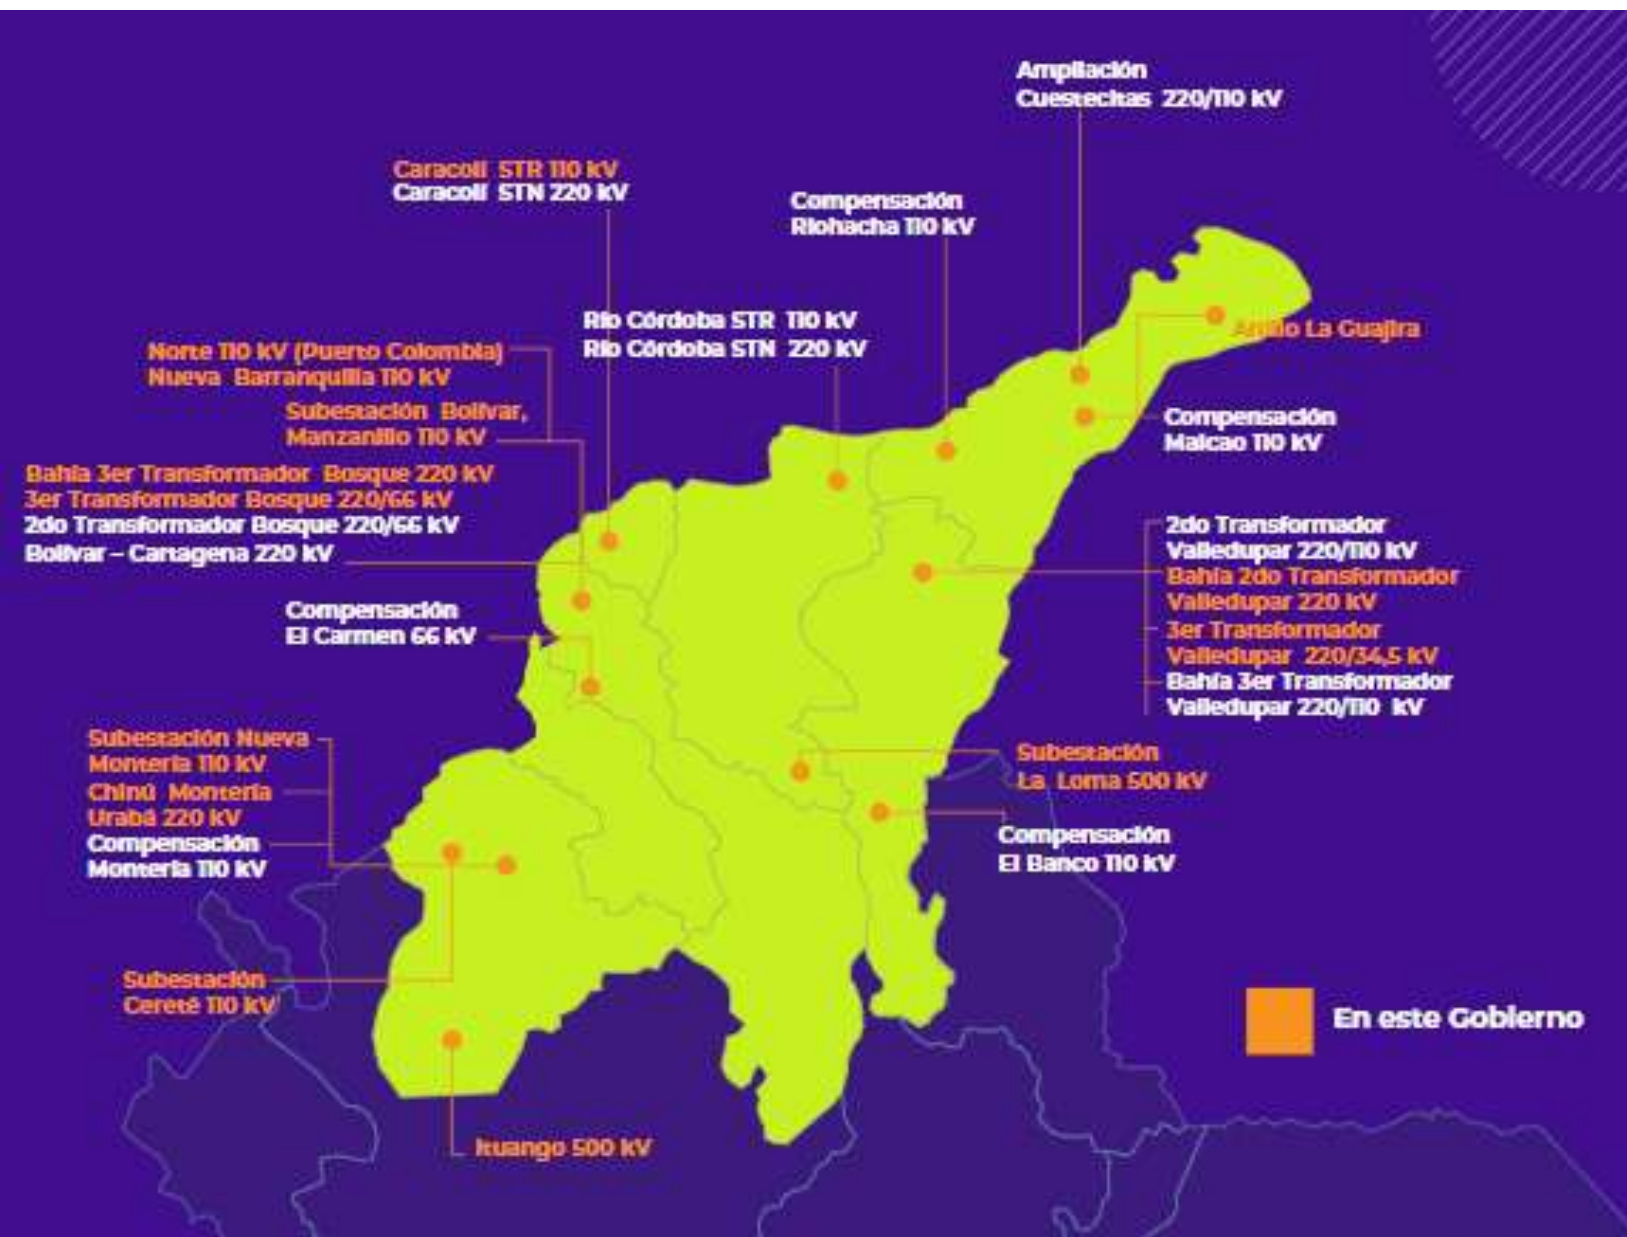 Ampliación
Cuestecitas 220/110 kV
Caracolí STR 110 kV
Caracolí STN 220 kV
Compensación
Riohacha 110 kV
Río Córdoba STR 110 kV
Río Córdoba STN 220 kV
Norte 110 kV (Puerto Colombia)
Nueva Barranquilla 110 kV
La Guajira
Subestación Bolívar,
Manzanillo 110 kV
Compensación
Maicao 110 kV
Bahía 3er Transformador Bosque 220 kV
3er Transformador Bosque 220/66 kV
2do Transformador Bosque 220/66 kV
Bolívar – Cartagena 220 kV
2do Transformador
Valledupar 220/110 kV
Bahía 2do Transformador
Valledupar 220 kV
3er Transformador
Valledupar 220/34,5 kV
Bahía 3er Transformador
Valledupar 220/110 kV
Compensación
El Carmen 66 kV
Subestación Nueva
Montería 110 kV
Chinú Montería
Urabá 220 kV
Compensación
Montería 110 kV
Subestación
La Loma 500 kV
Compensación
El Banco 110 kV
Subestación
Cereté 110 kV
En este Gobierno
Ituango 500 kV